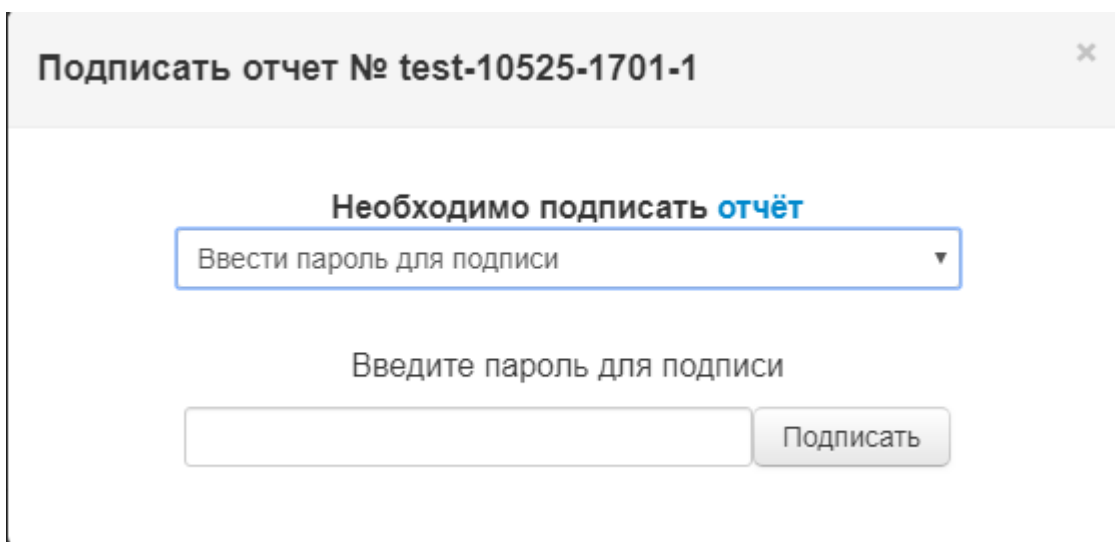 Подписать отчет № test-10525-1701-1
×
Необходимо подписать отчёт
Ввести пароль для подписи
Введите пароль для подписи
Подписать